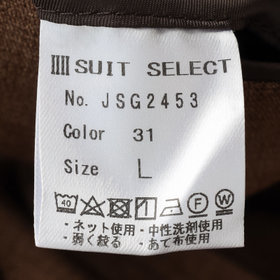 SUIT SELECT
No. JSG2453
Color 31
Size L
40 F W
・ネット使用・中性洗剤使用
・弱く絞る ・あて布使用